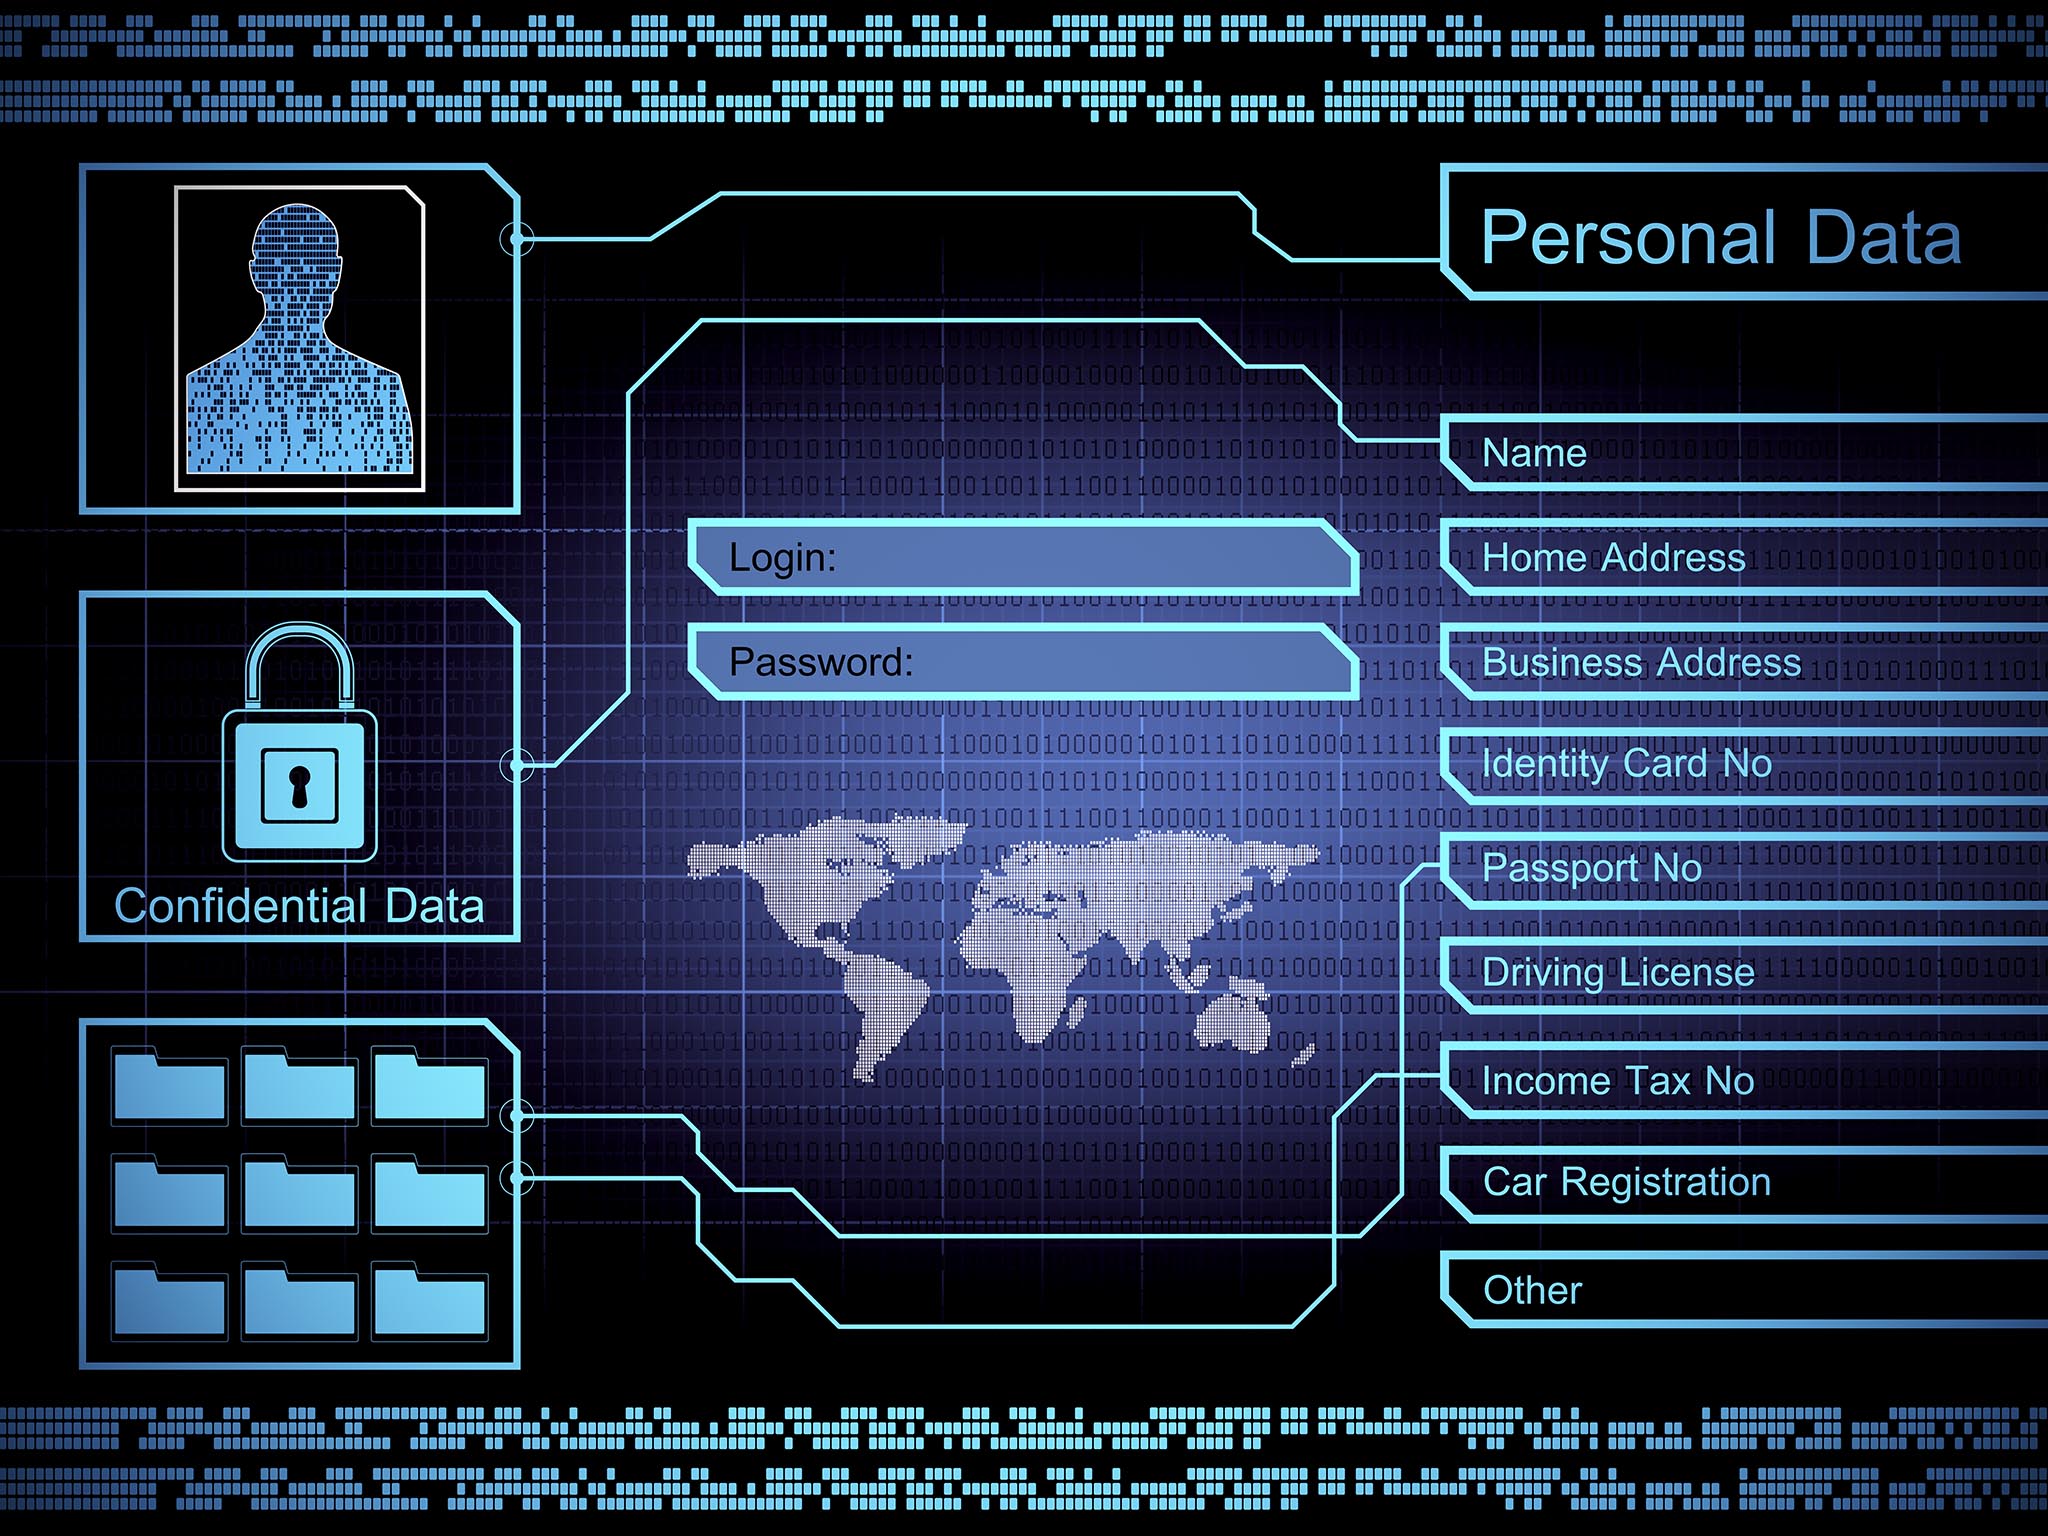 Personal Data
Name
Login:
Home Address
Password:
Business Address
Identity Card No
Passport No
Confidential Data
Driving License
Income Tax No
Car Registration
Other